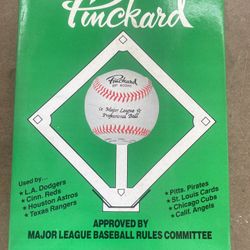 Pinckard
Pinckard
Major League
Professional Ball
Used by...
★ L.A. Dodgers
★ Cinn. Reds
★ Houston Astros
★ Texas Rangers
★ Pitts. Pirates
★ St. Louis Cards
★ Chicago Cubs
★ Calif. Angels
APPROVED BY
MAJOR LEAGUE BASEBALL RULES COMMITTEE